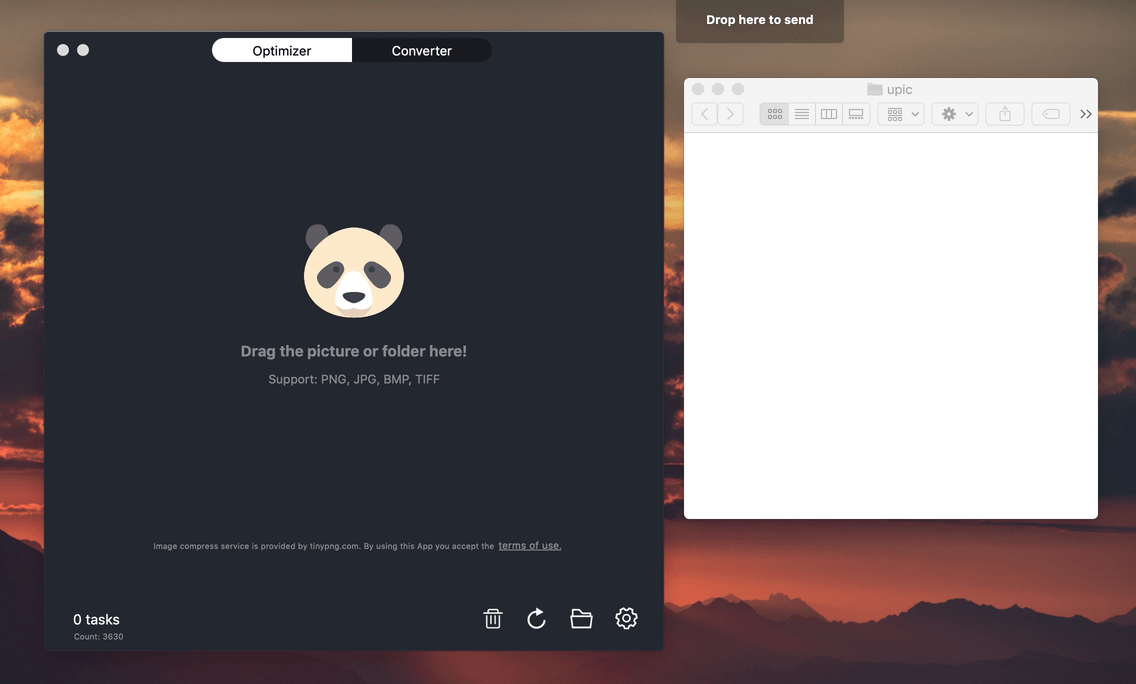 Drop here to send
Optimizer
Converter
upic
Drag the picture or folder here!
Support: PNG, JPG, BMP, TIFF
Image compress service is provided by tinypng.com. By using this App you accept the terms of use.
0 tasks
Count: 3630